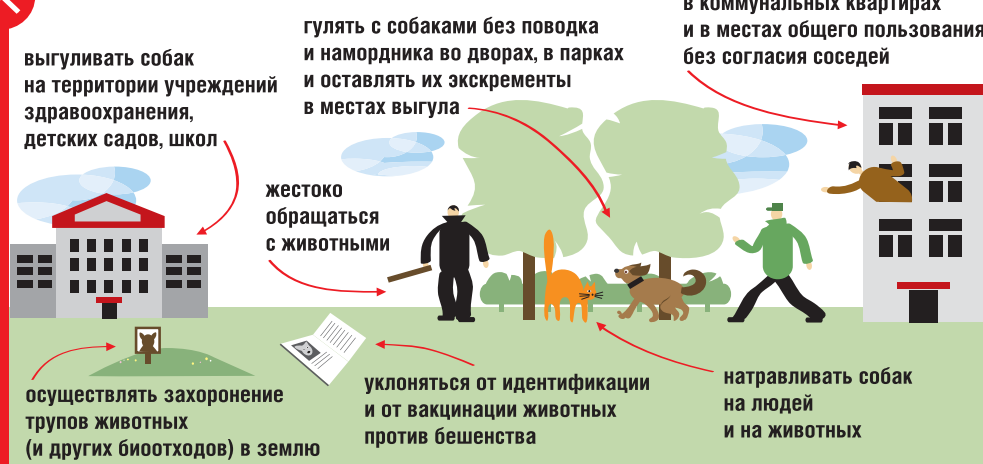 в коммунальных квартирах
и в местах общего пользования
без согласия соседей
гулять с собаками без поводка
и намордника во дворах, в парках
и оставлять их экскременты
в местах выгула
выгуливать собак
на территории учреждений
здравоохранения,
детских садов, школ
жестоко
обращаться
с животными
осуществлять захоронение
трупов животных
(и других биоотходов) в землю
уклоняться от идентификации
и от вакцинации животных
против бешенства
натравливать собак
на людей
и на животных